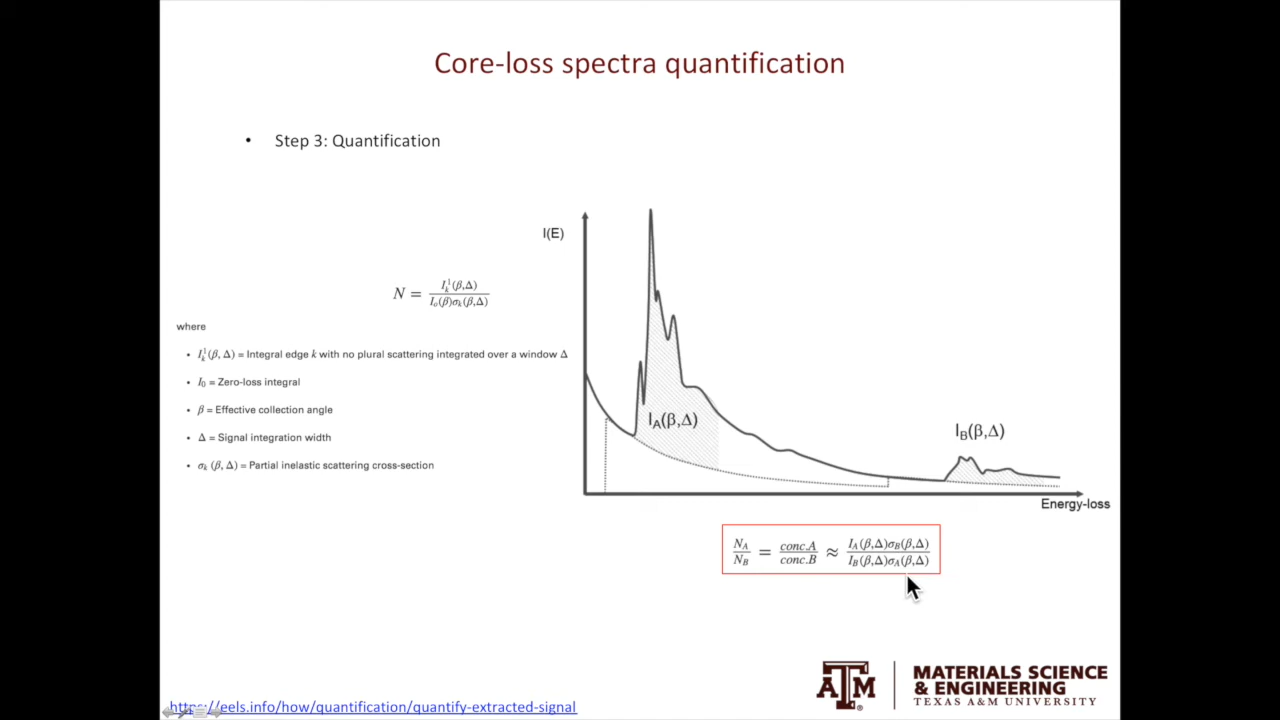 Core-loss spectra quantification
• Step 3: Quantification
I(E)
N = I_k^1(β,Δ) / I_o(β)σ_k(β,Δ)
where
• I_k^1(β, Δ) = Integral edge k with no plural scattering integrated over a window Δ
• I_0 = Zero-loss integral
• β = Effective collection angle
• Δ = Signal integration width
• σ_k (β, Δ) = Partial inelastic scattering cross-section
I_A(β,Δ)
I_B(β,Δ)
Energy-loss
N_A / N_B = conc.A / conc.B ≈ I_A(β,Δ)σ_B(β,Δ) / I_B(β,Δ)σ_A(β,Δ)
ATM
MATERIALS SCIENCE
& ENGINEERING
TEXAS A&M UNIVERSITY
https://eels.info/how/quantification/quantify-extracted-signal